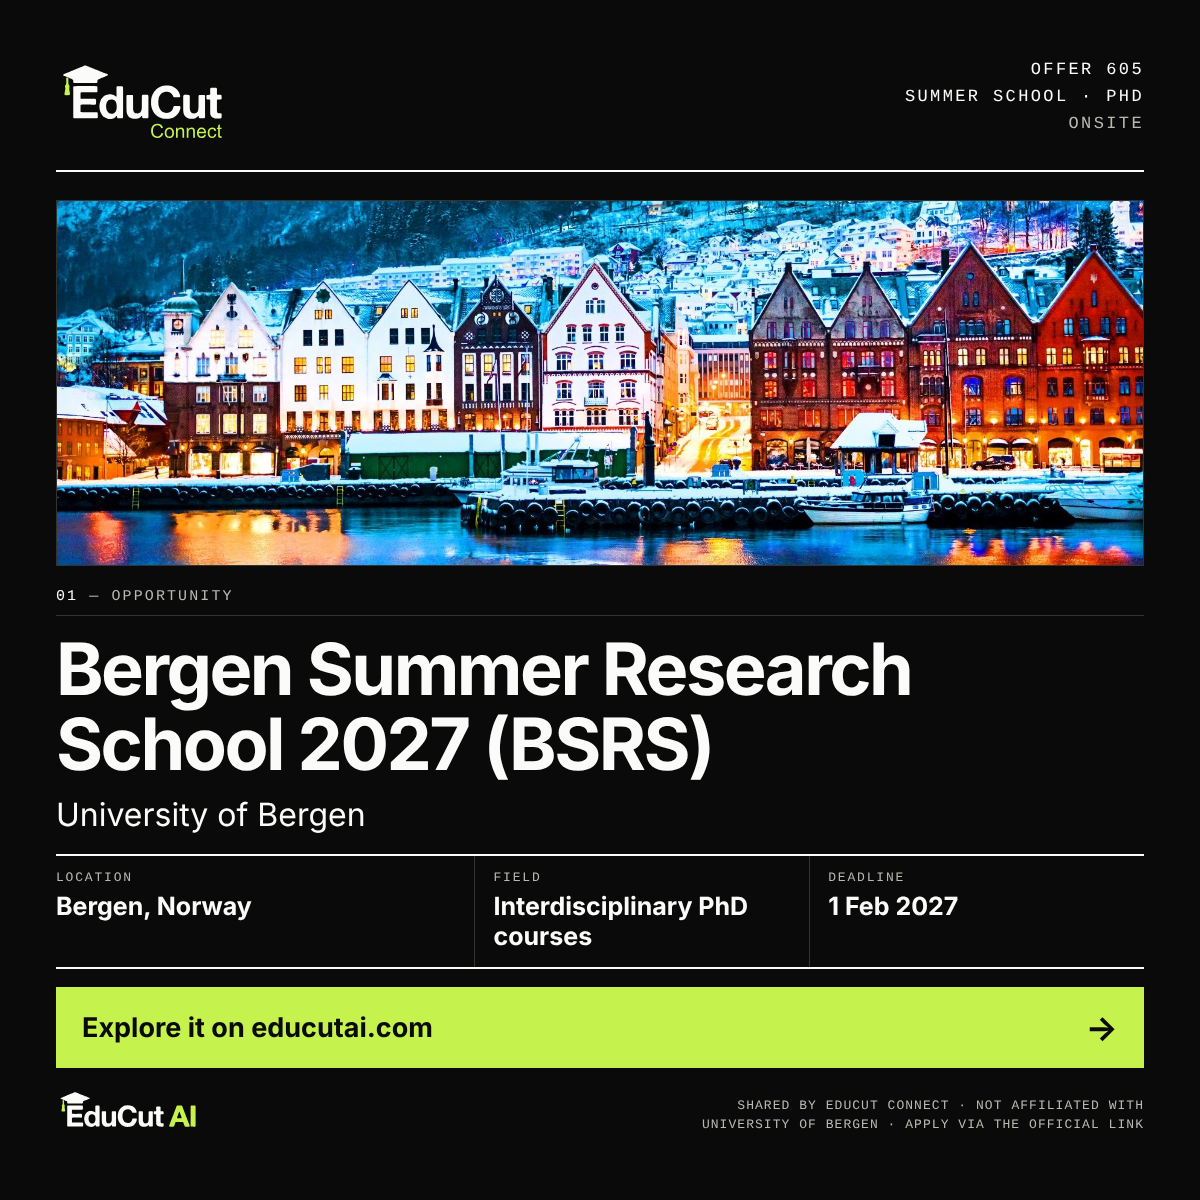 EduCut
Connect
OFFER 605
SUMMER SCHOOL · PHD
ONSITE
01 — OPPORTUNITY
Bergen Summer Research
School 2027 (BSRS)
University of Bergen
LOCATION
Bergen, Norway
FIELD
Interdisciplinary PhD
courses
DEADLINE
1 Feb 2027
Explore it on educutai.com
EduCut AI
SHARED BY EDUCUT CONNECT · NOT AFFILIATED WITH
UNIVERSITY OF BERGEN · APPLY VIA THE OFFICIAL LINK